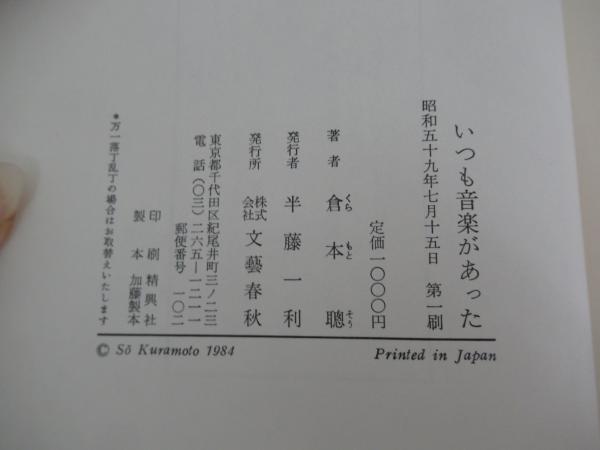 いつも音楽があった
昭和五十九年七月十五日　第一刷
定価一〇〇〇円
著者　倉本聰
くらもとそう
発行者　半藤一利
発行所　株式会社文藝春秋
東京都千代田区紀尾井町三ノ二三
電話(〇三)二六五―一二一一
郵便番号　一〇二
印刷　精興社
製本　加藤製本
*万一落丁乱丁の場合はお取替えいたします
© Sō Kuramoto 1984
Printed in Japan